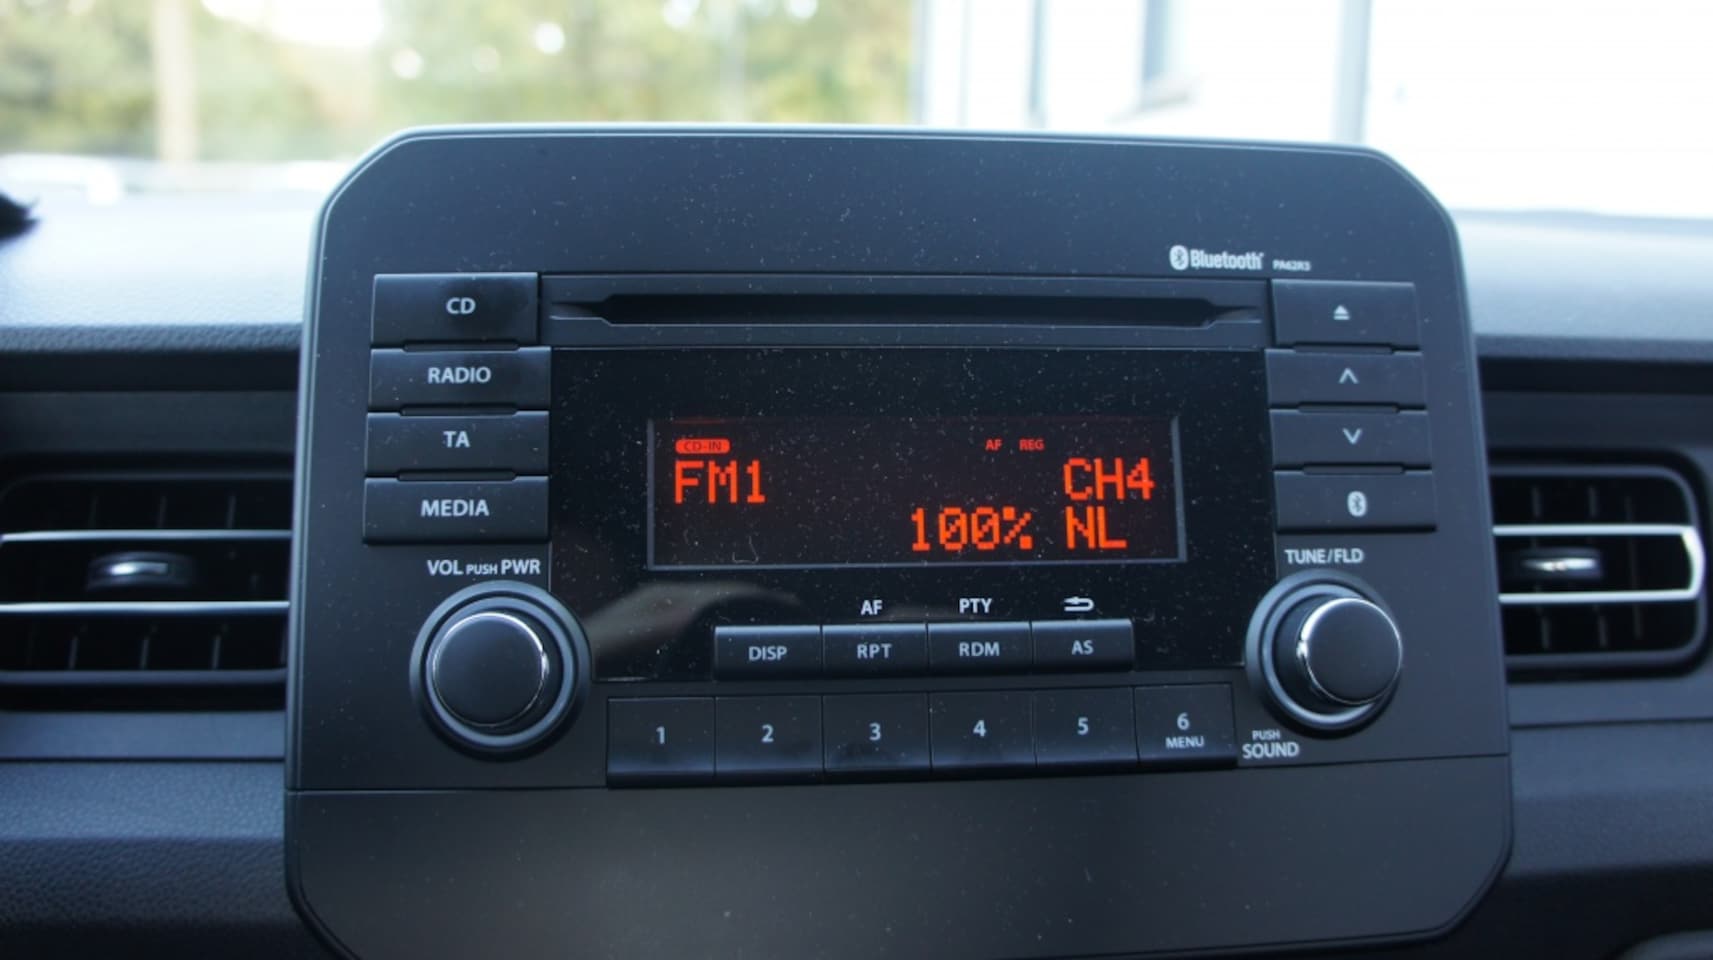 Bluetooth PA62R3
CD
RADIO
TA
MEDIA
CD-IN AF REG
FM1 CH4
100% NL
VOL PUSH PWR
TUNE/FLD
AF PTY
DISP RPT RDM AS
1 2 3 4 5 6
MENU
PUSH
SOUND